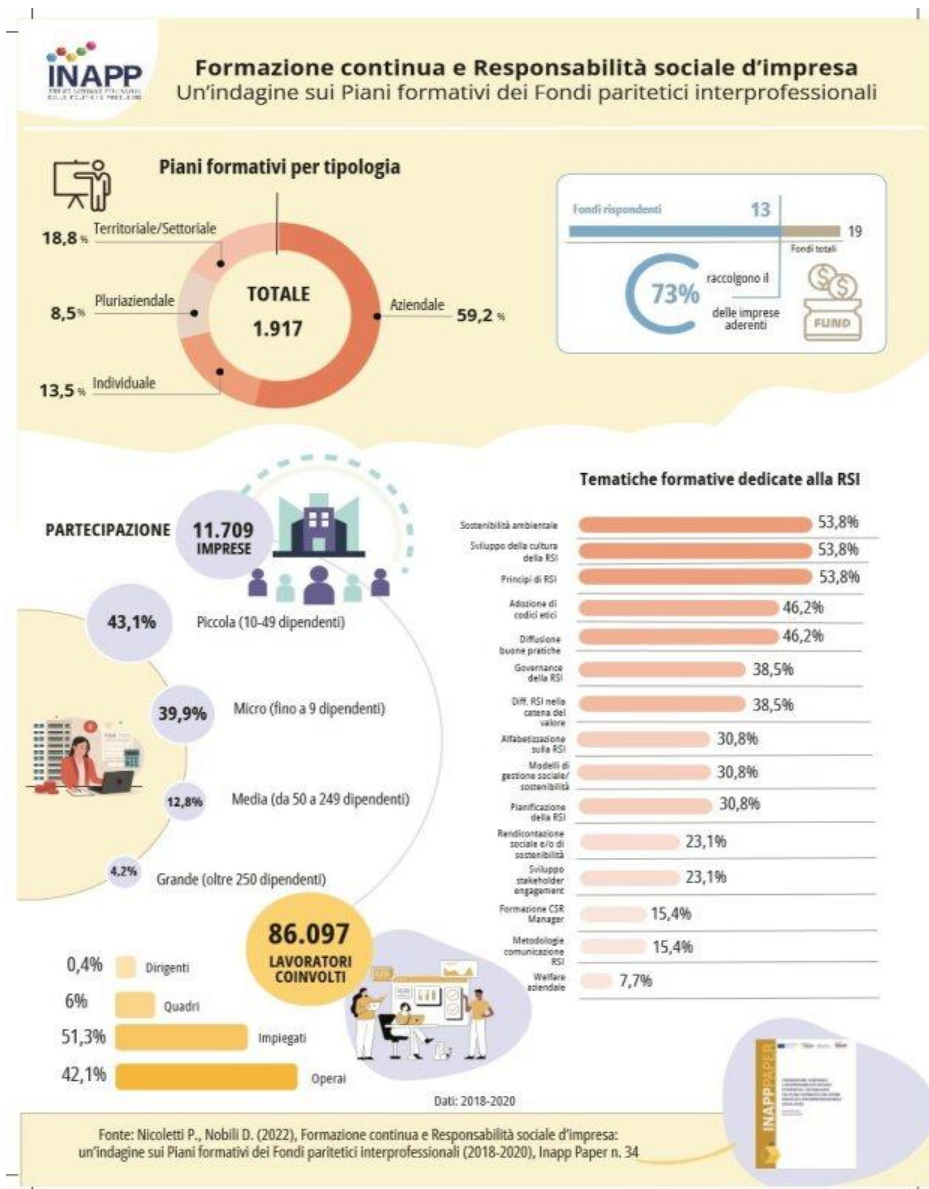 INAPP
Formazione continua e Responsabilità sociale d'impresa
Un'indagine sui Piani formativi dei Fondi paritetici interprofessionali
Piani formativi per tipologia
18,8 % Territoriale/Settoriale
8,5% Pluriaziendale
13,5 % Individuale
TOTALE
1.917
Aziendale 59,2 %
Fondi rispondenti 13
19
Fondi totali
73%
raccolgono il
delle imprese
aderenti
FUND
PARTECIPAZIONE
11.709
IMPRESE
43,1% Piccola (10-49 dipendenti)
39,9% Micro (fino a 9 dipendenti)
12,8% Media (da 50 a 249 dipendenti)
4,2% Grande (oltre 250 dipendenti)
86.097
LAVORATORI
COINVOLTI
0,4% Dirigenti
6% Quadri
51,3% Impiegati
42,1% Operai
Tematiche formative dedicate alla RSI
Sostenibilità ambientale 53,8%
Sviluppo della cultura
della RSI
53,8%
Principi di RSI 53,8%
Adozione di
codici etici
46,2%
Diffusione
buone pratiche
46,2%
Governance
della RSI
38,5%
Diff. RSI nella
catena del
valore
38,5%
Alfabetizzazione
sulla RSI
30,8%
Modelli di
gestione sociale/
sostenibilità
30,8%
Pianificazione
della RSI
30,8%
Rendicontazione
sociale e/o di
sostenibilità
23,1%
Sviluppo
stakeholder
engagement
23,1%
Formazione CSR
Manager
15,4%
Metodologie
comunicazione
RSI
15,4%
Welfare
aziendale
7,7%
Dati: 2018-2020
INAPP PAPER
Fonte: Nicoletti P., Nobili D. (2022), Formazione continua e Responsabilità sociale d'impresa:
un'indagine sui Piani formativi dei Fondi paritetici interprofessionali (2018-2020), Inapp Paper n. 34